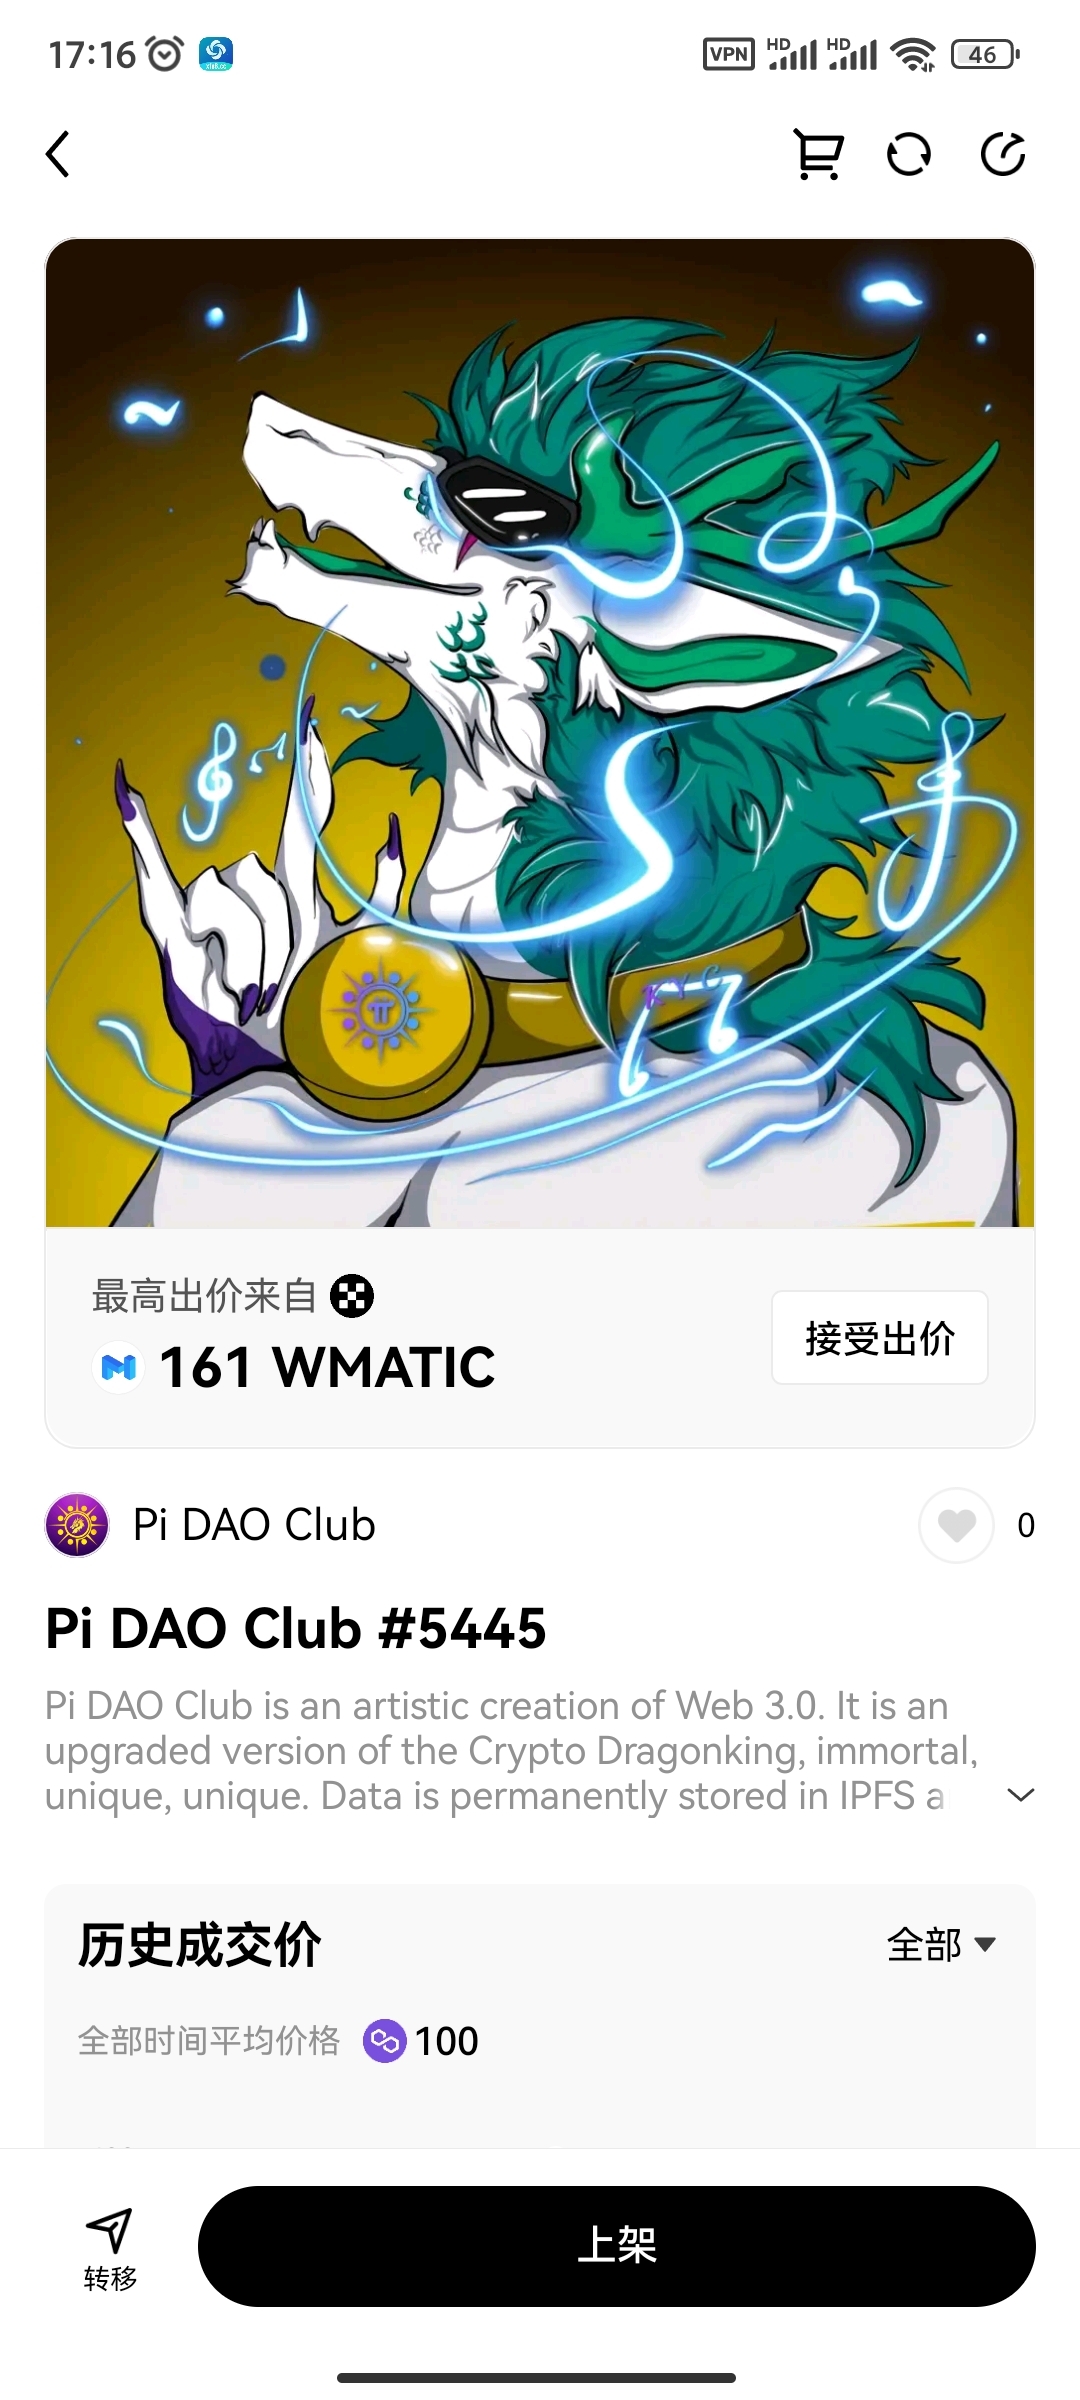 17:16
VPN HD HD 46
π
K Y C
最高出价来自
161 WMATIC
接受出价
Pi DAO Club
0
Pi DAO Club #5445
Pi DAO Club is an artistic creation of Web 3.0. It is an
upgraded version of the Crypto Dragonking, immortal,
unique, unique. Data is permanently stored in IPFS a
历史成交价
全部
全部时间平均价格 100
转移
上架